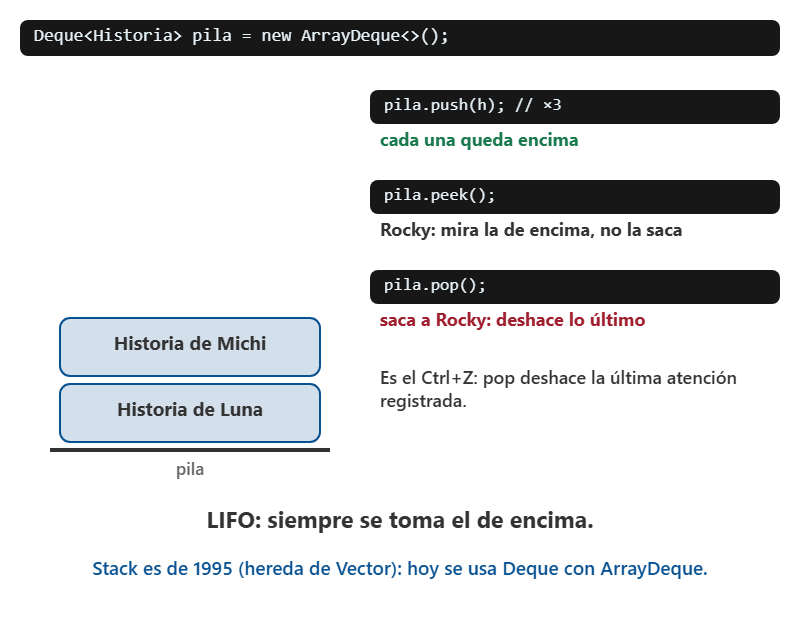 Deque<Historia> pila = new ArrayDeque<>();
pila.push(h); // ×3
cada una queda encima
pila.peek();
Rocky: mira la de encima, no la saca
pila.pop();
saca a Rocky: deshace lo último
Es el Ctrl+Z: pop deshace la última atención
registrada.
Historia de Michi
Historia de Luna
pila
LIFO: siempre se toma el de encima.
Stack es de 1995 (hereda de Vector): hoy se usa Deque con ArrayDeque.